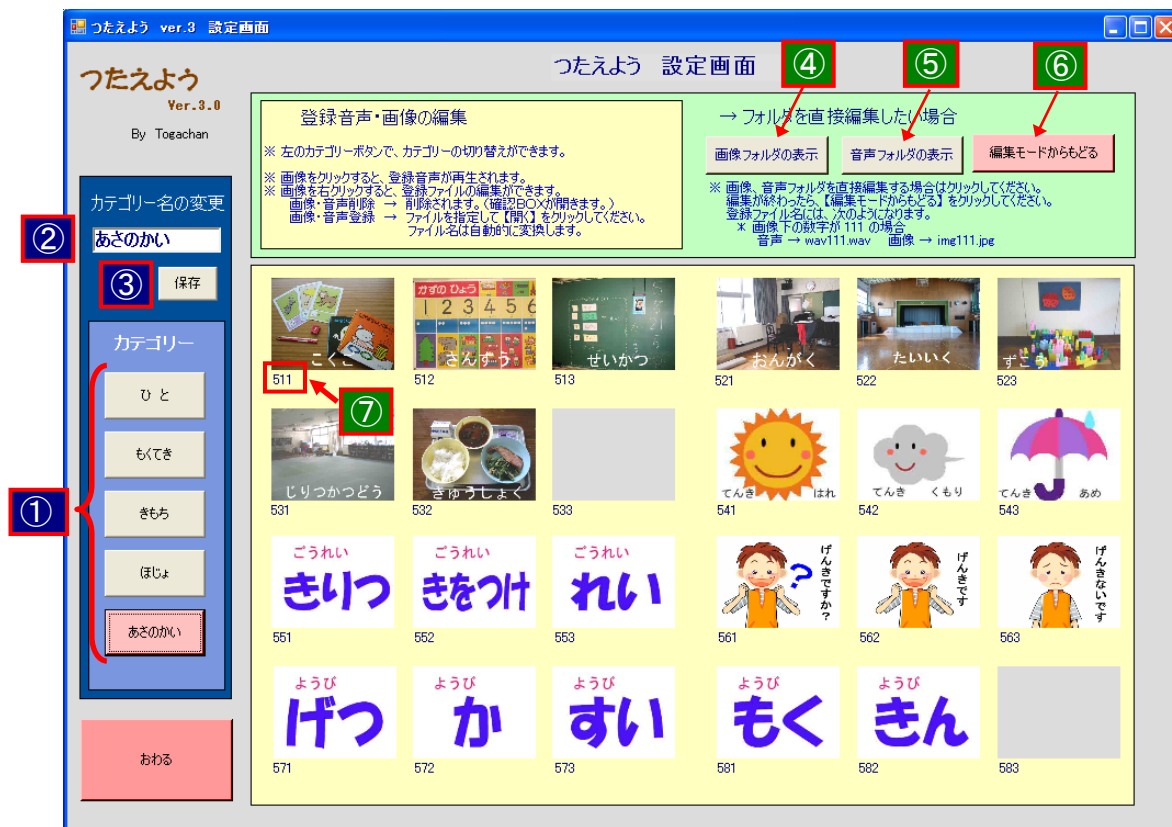 つたえよう ver.3 設定画面
つたえよう
Ver.3.0
By Togachan
つたえよう 設定画面
④
⑤
⑥
登録音声・画像の編集
※ 左のカテゴリーボタンで、カテゴリーの切り替えができます。
※ 画像をクリックすると、登録音声が再生されます。
※ 画像を右クリックすると、登録ファイルの編集ができます。
画像・音声削除 → 削除されます。(確認BOXが開きます。)
画像・音声登録 → ファイルを指定して【開く】をクリックしてください。
ファイル名は自動的に変換します。
→ フォルダを直接編集したい場合
画像フォルダの表示
音声フォルダの表示
編集モードからもどる
※ 画像、音声フォルダを直接編集する場合はクリックしてください。
編集が終わったら、【編集モードからもどる】をクリックしてください。
登録ファイル名には、次のようになります。
* 画像下の数字が 111 の場合
音声 → wav111.wav 画像 → img111.jpg
カテゴリー名の変更
②
あさのかい
③
保存
カテゴリー
①
ひ と
もくてき
きもち
ほじょ
あさのかい
おわる
こくご
かずの ひょう
1 2 3 4 5 6
さんすう
せいかつ
おんがく
たいいく
ずこう
511
512
513
521
522
523
⑦
じりつかつどう
きゅうしょく
てんき はれ
てんき くもり
てんき あめ
531
532
533
541
542
543
ごうれい
きりつ
ごうれい
きをつけ
ごうれい
れい
げんきですか?
げんきです
げんきないです
551
552
553
561
562
563
ようび
げつ
ようび
か
ようび
すい
ようび
もく
ようび
きん
571
572
573
581
582
583